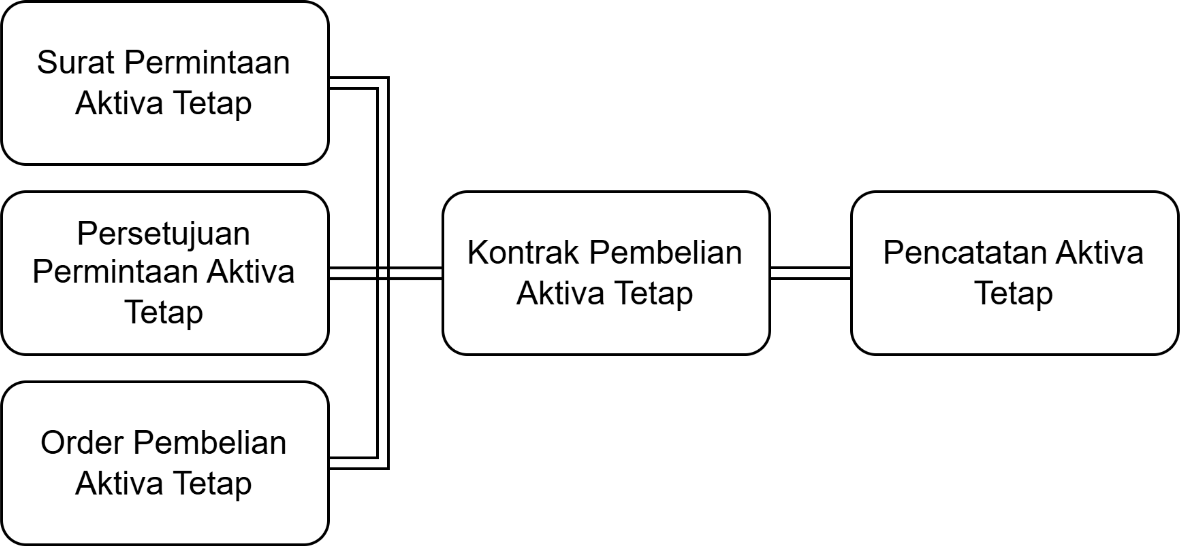 Surat Permintaan
Aktiva Tetap
Persetujuan
Permintaan Aktiva
Tetap
Order Pembelian
Aktiva Tetap
Kontrak Pembelian
Aktiva Tetap
Pencatatan Aktiva
Tetap